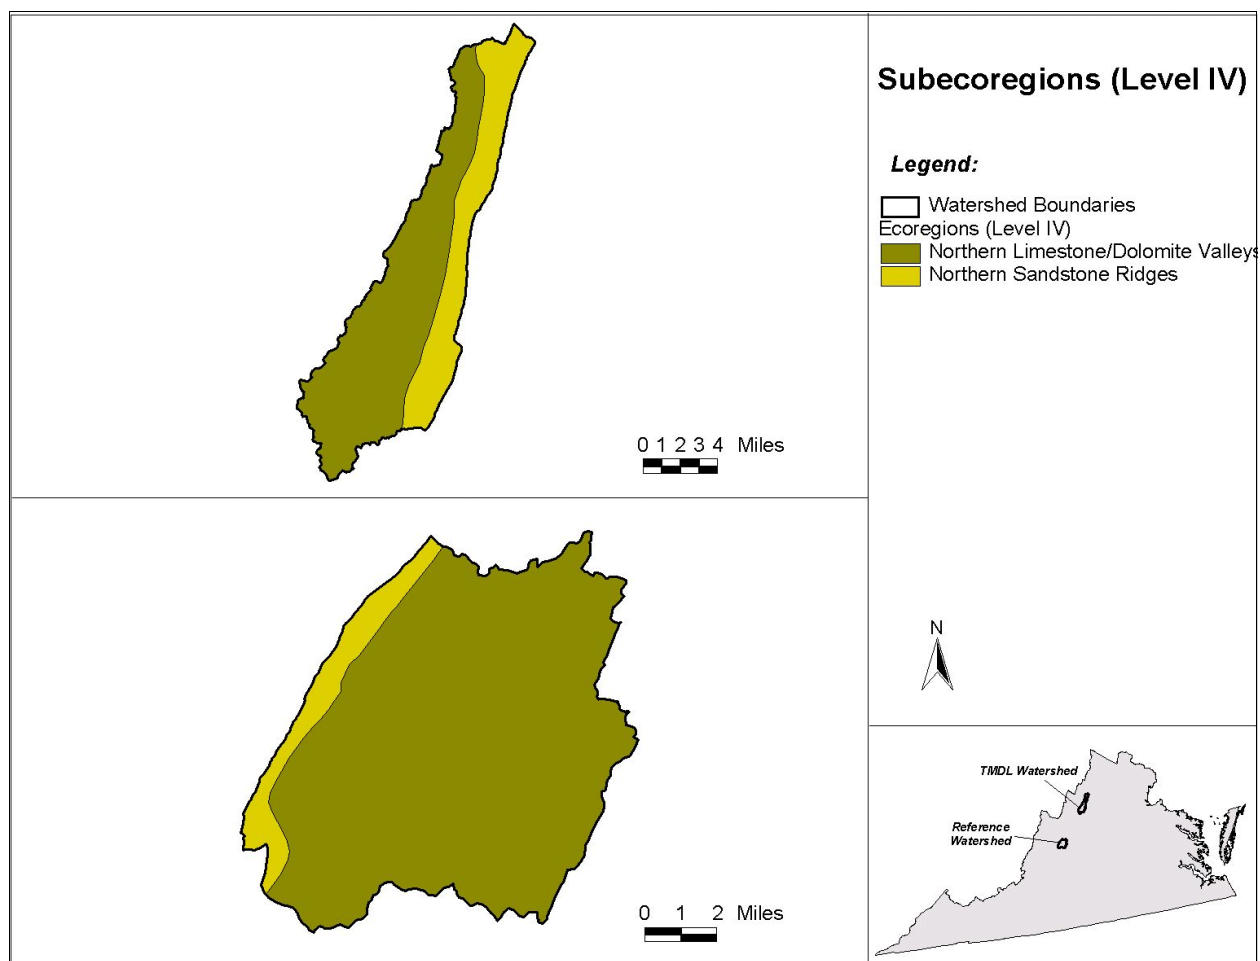 Subecoregions (Level IV)
Legend:
Watershed Boundaries
Ecoregions (Level IV)
Northern Limestone/Dolomite Valleys
Northern Sandstone Ridges
0 1 2 3 4 Miles
0 1 2 Miles
N
TMDL Watershed
Reference
Watershed